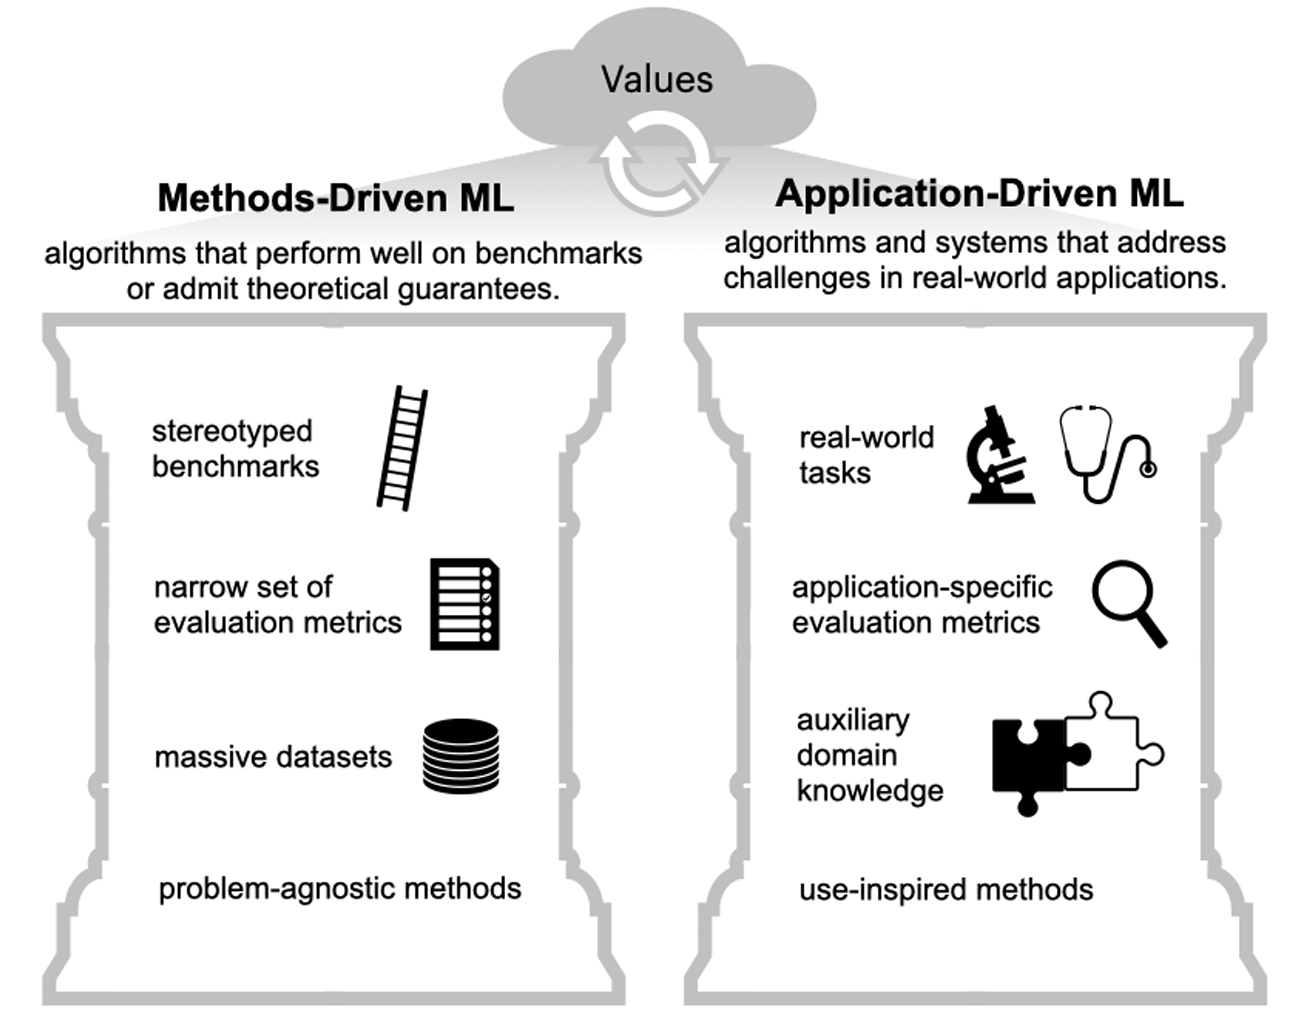 Values
Methods-Driven ML
algorithms that perform well on benchmarks
or admit theoretical guarantees.
stereotyped
benchmarks
narrow set of
evaluation metrics
massive datasets
problem-agnostic methods
Application-Driven ML
algorithms and systems that address
challenges in real-world applications.
real-world
tasks
application-specific
evaluation metrics
auxiliary
domain
knowledge
use-inspired methods